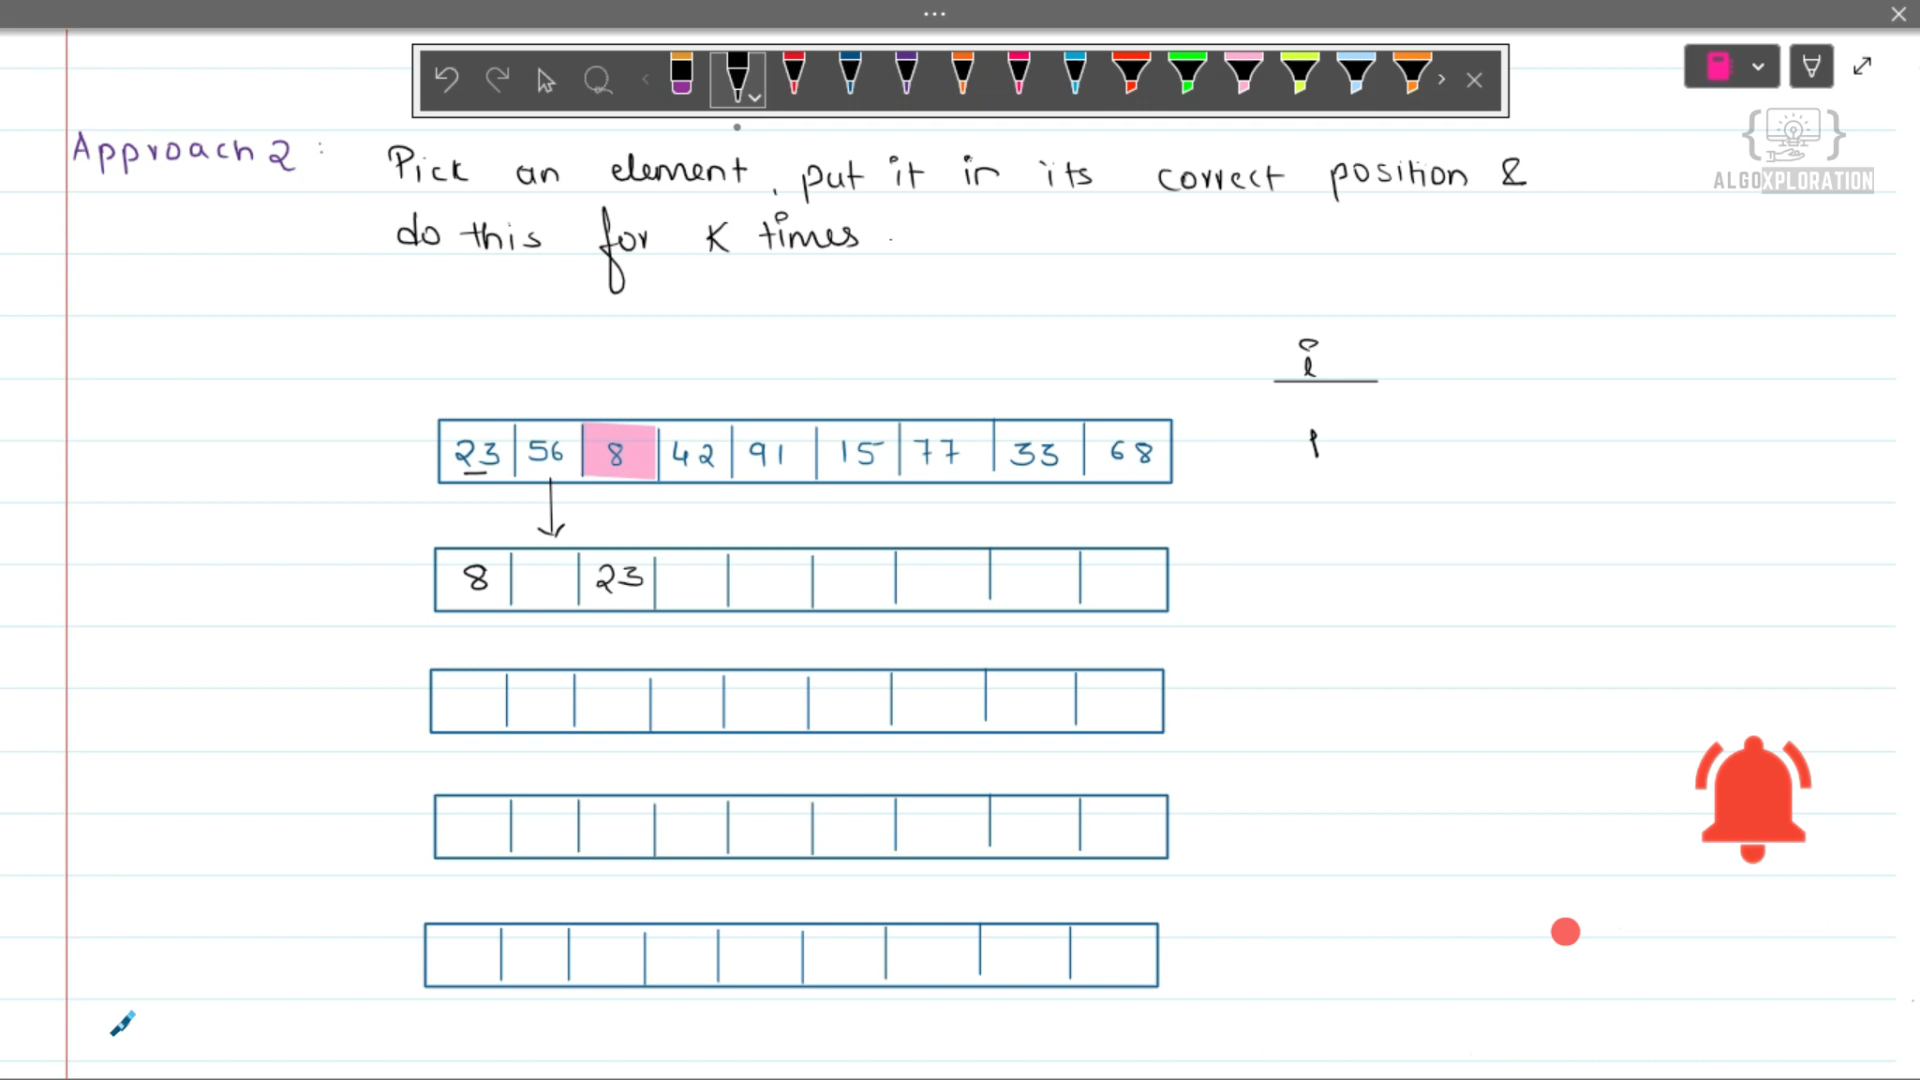 Approach 2 :
Pick an element, put it in its correct position &
do this for K times.
ALGOXPLORATION
i
23 56 8 42 91 15 77 33 68
1
8 23